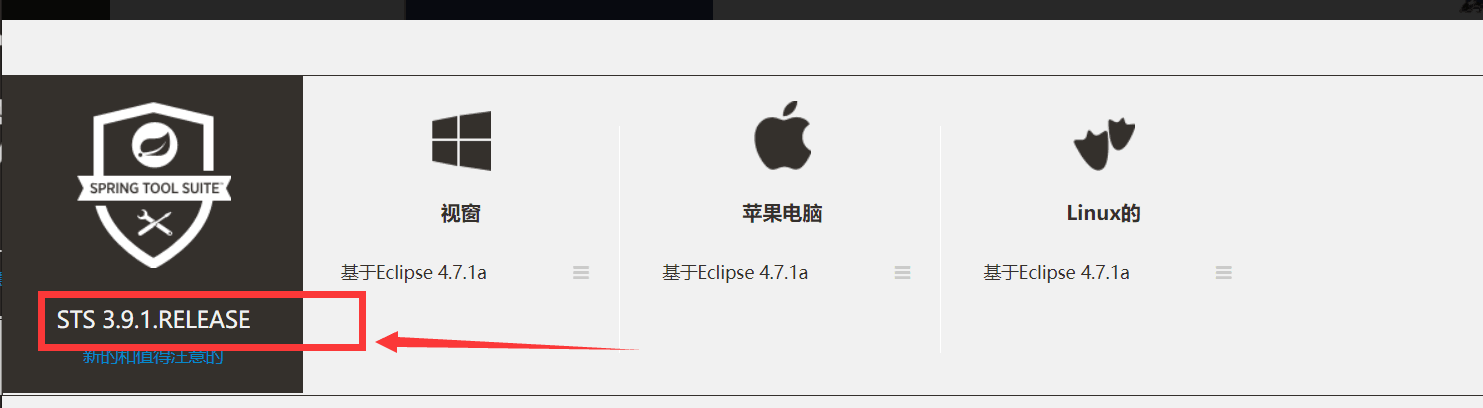 SPRING TOOL SUITE™
STS 3.9.1.RELEASE
新的和值得注意的
视窗
基于Eclipse 4.7.1a
苹果电脑
基于Eclipse 4.7.1a
Linux的
基于Eclipse 4.7.1a